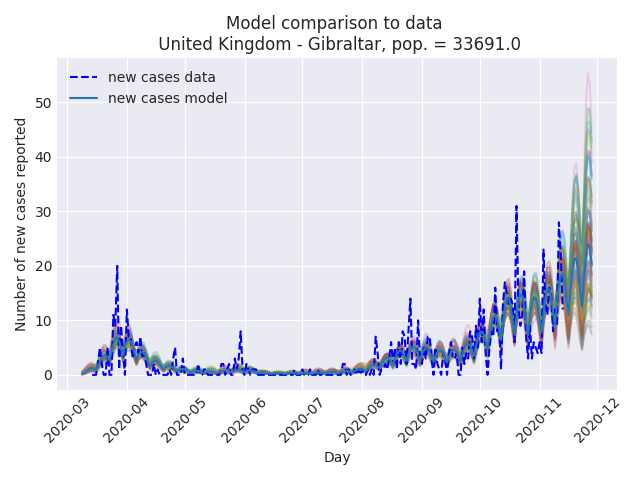 Model comparison to data
United Kingdom - Gibraltar, pop. = 33691.0
new cases data
new cases model
Number of new cases reported
50
40
30
20
10
0
2020-03
2020-04
2020-05
2020-06
2020-07
2020-08
2020-09
2020-10
2020-11
2020-12
Day